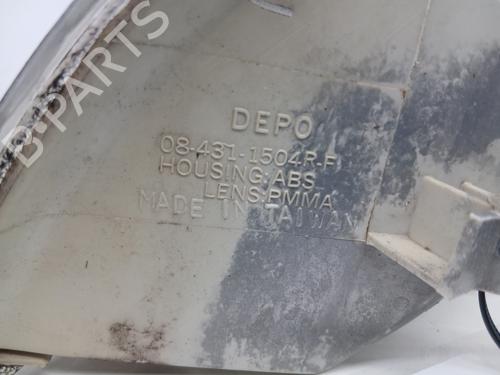 B-PARTS
DEPO
08-431-1504R-F
HOUSING:ABS
LENS:PMMA
MADE IN TAIWAN